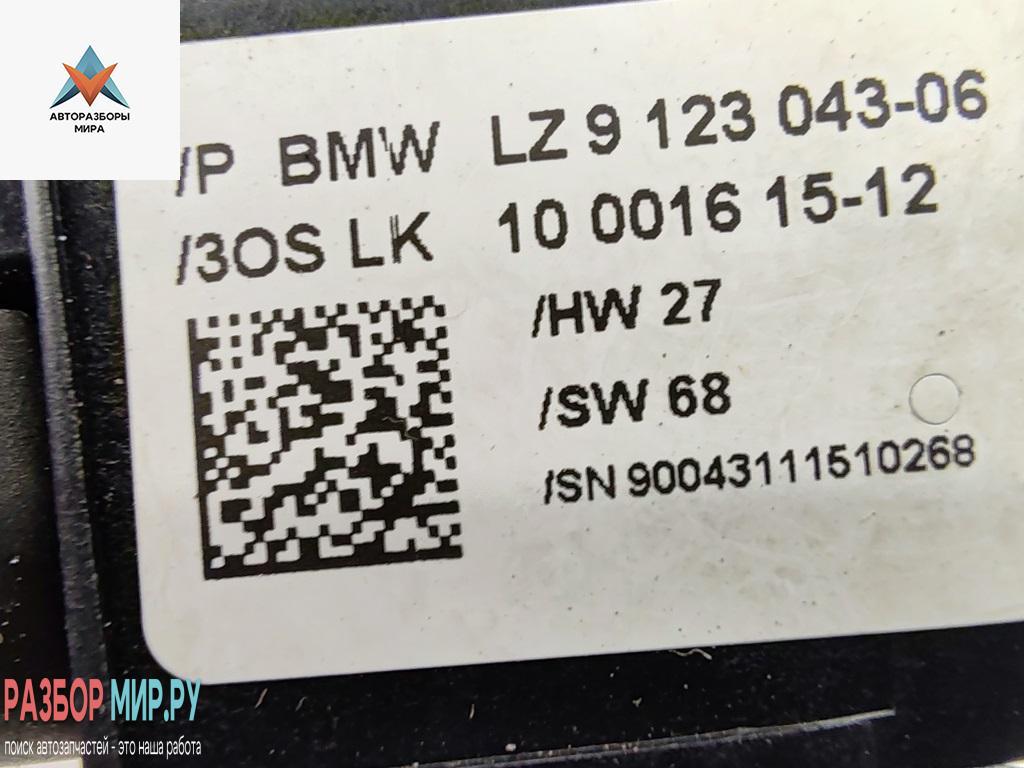 АВТОРАЗБОРЫ
МИРА
/P BMW LZ 9 123 043-06
/3OS LK 10 0016 15-12
/HW 27
/SW 68
/SN 90043111510268
РАЗБОР МИР.РУ
поиск автозапчастей - это наша работа